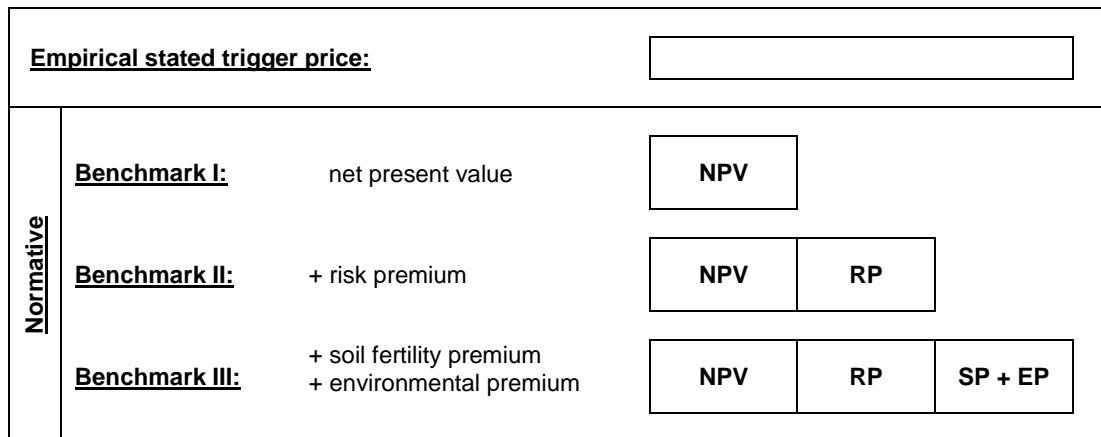 Empirical stated trigger price:
Normative
Benchmark I: net present value NPV
Benchmark II: + risk premium NPV RP
+ soil fertility premium
Benchmark III: + environmental premium NPV RP SP + EP